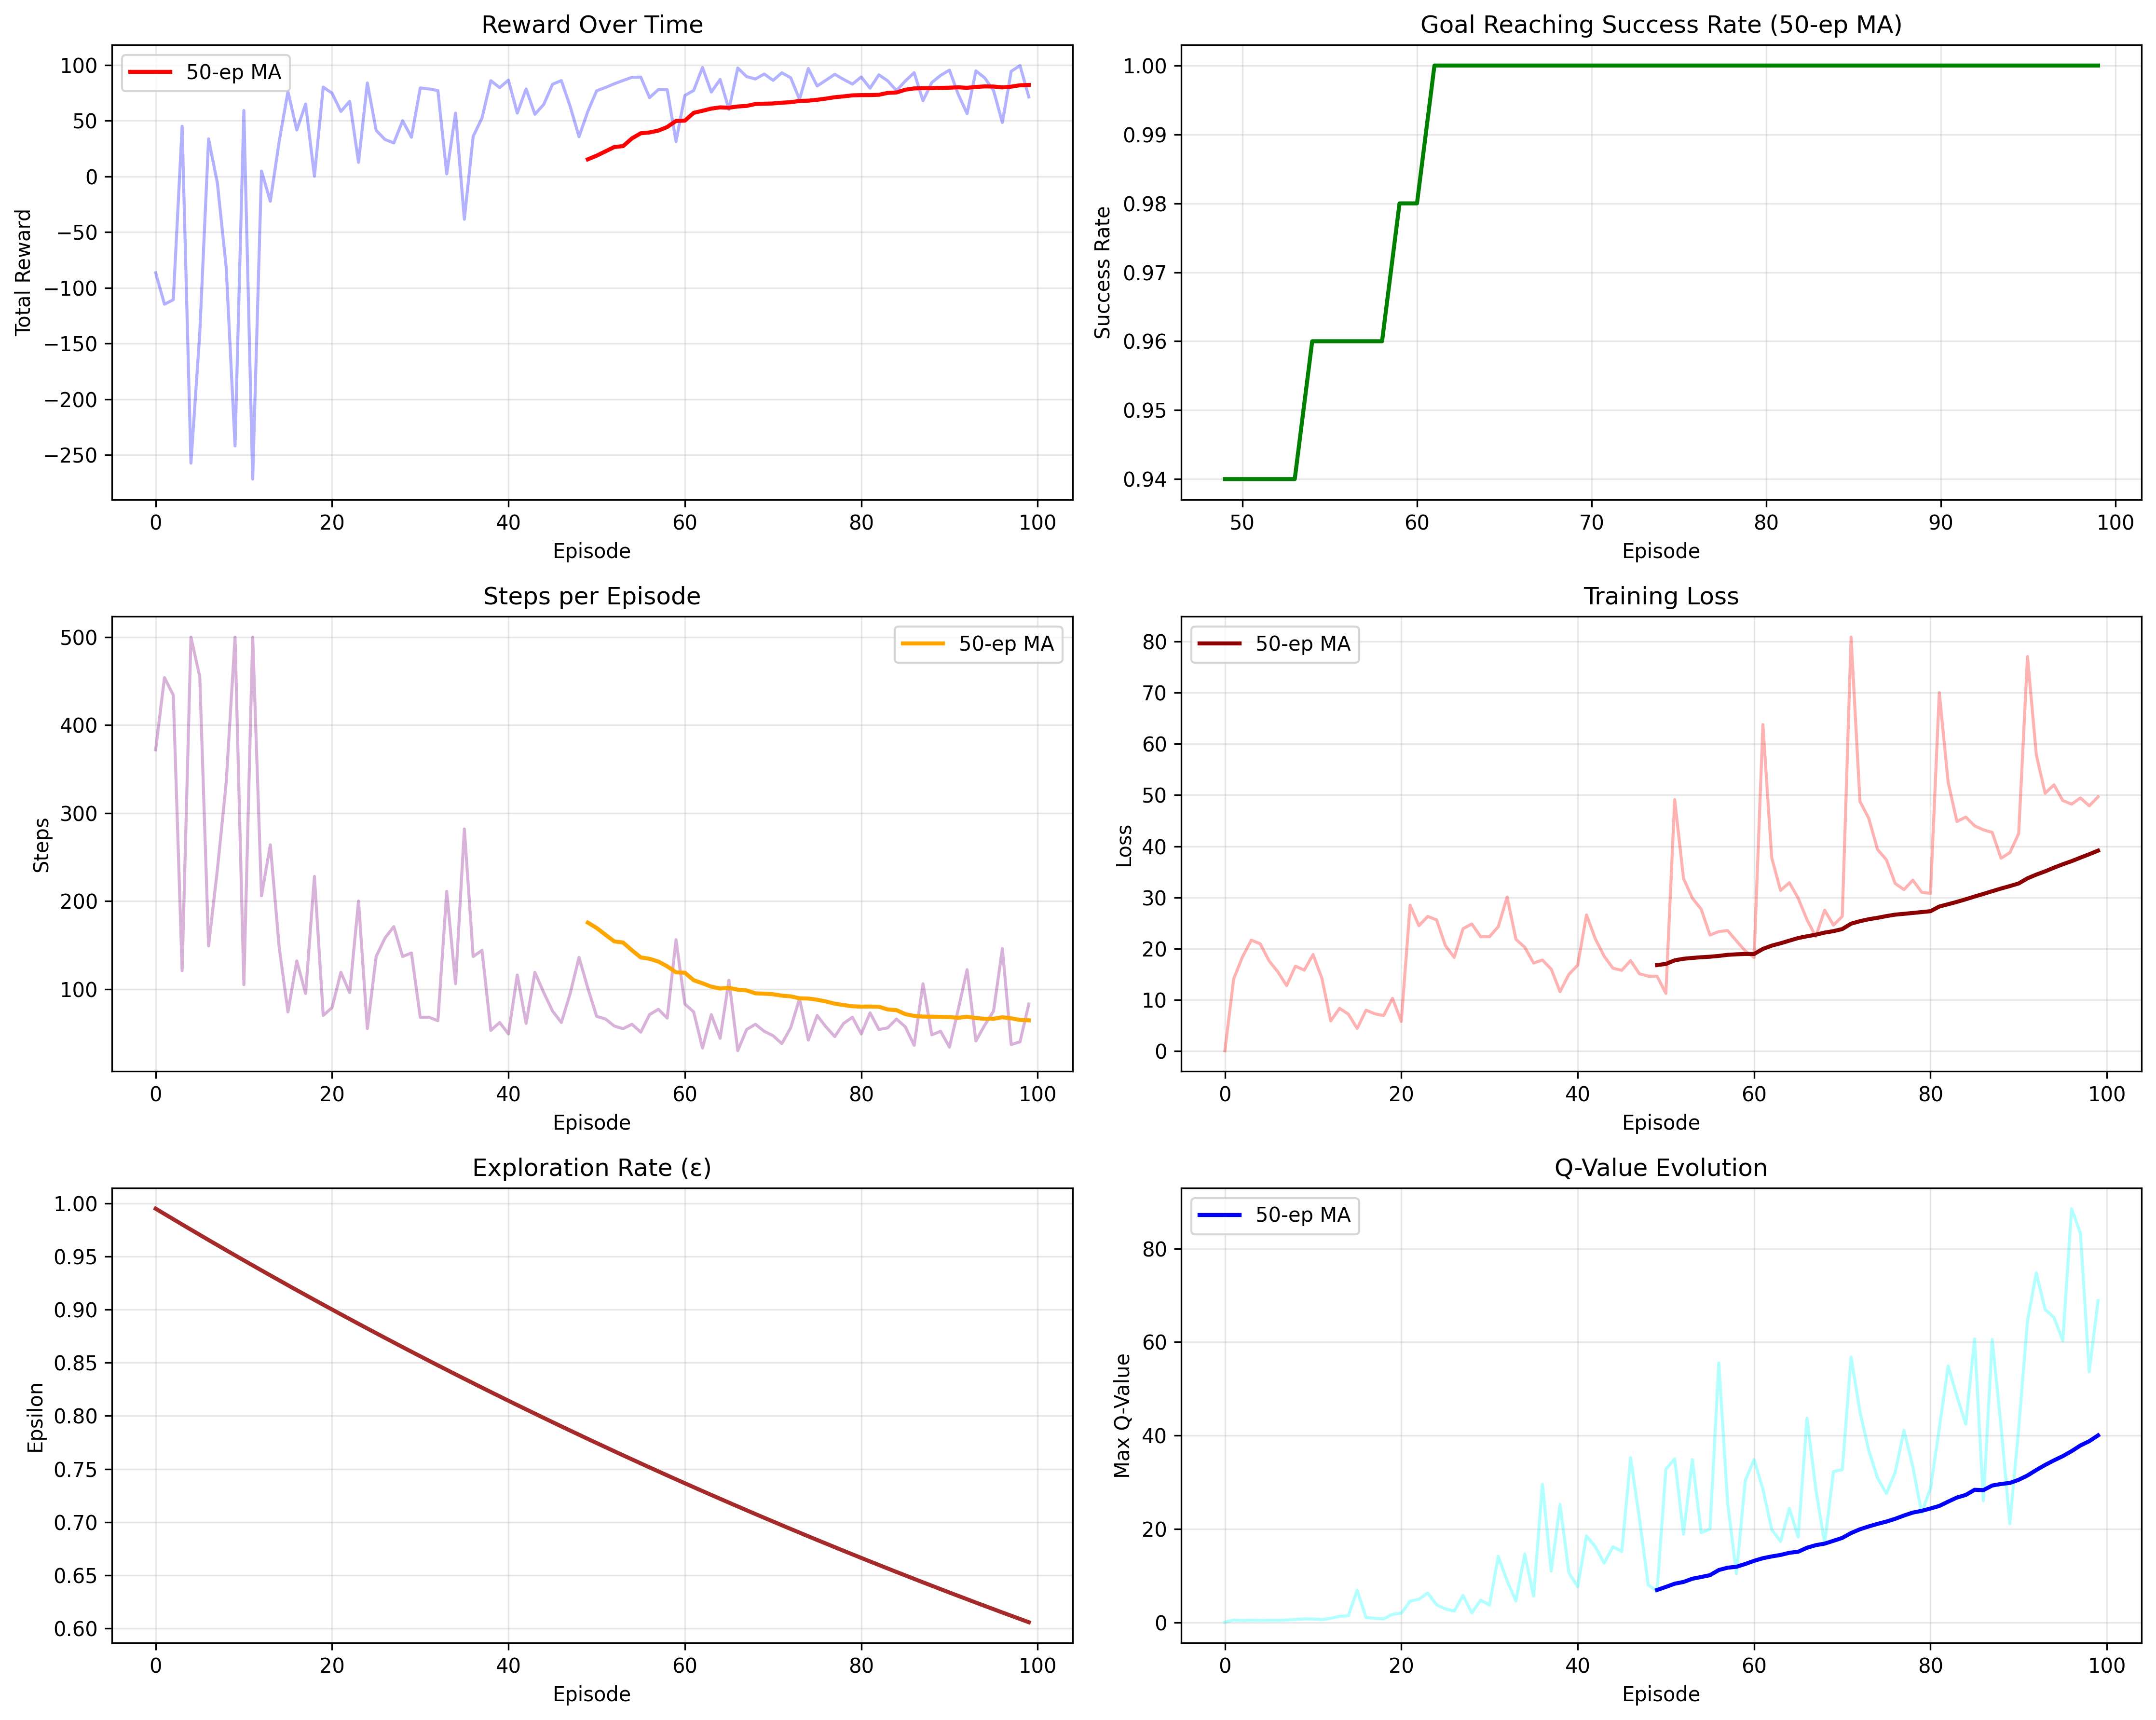 Reward Over Time
50-ep MA
100
50
0
−50
−100
−150
−200
−250
Total Reward
0 20 40 60 80 100
Episode
Goal Reaching Success Rate (50-ep MA)
1.00
0.99
0.98
0.97
0.96
0.95
0.94
Success Rate
50 60 70 80 90 100
Episode
Steps per Episode
50-ep MA
500
400
300
200
100
Steps
0 20 40 60 80 100
Episode
Training Loss
50-ep MA
80
70
60
50
40
30
20
10
0
Loss
0 20 40 60 80 100
Episode
Exploration Rate (ε)
1.00
0.95
0.90
0.85
0.80
0.75
0.70
0.65
0.60
Epsilon
0 20 40 60 80 100
Episode
Q-Value Evolution
50-ep MA
80
60
40
20
0
Max Q-Value
0 20 40 60 80 100
Episode